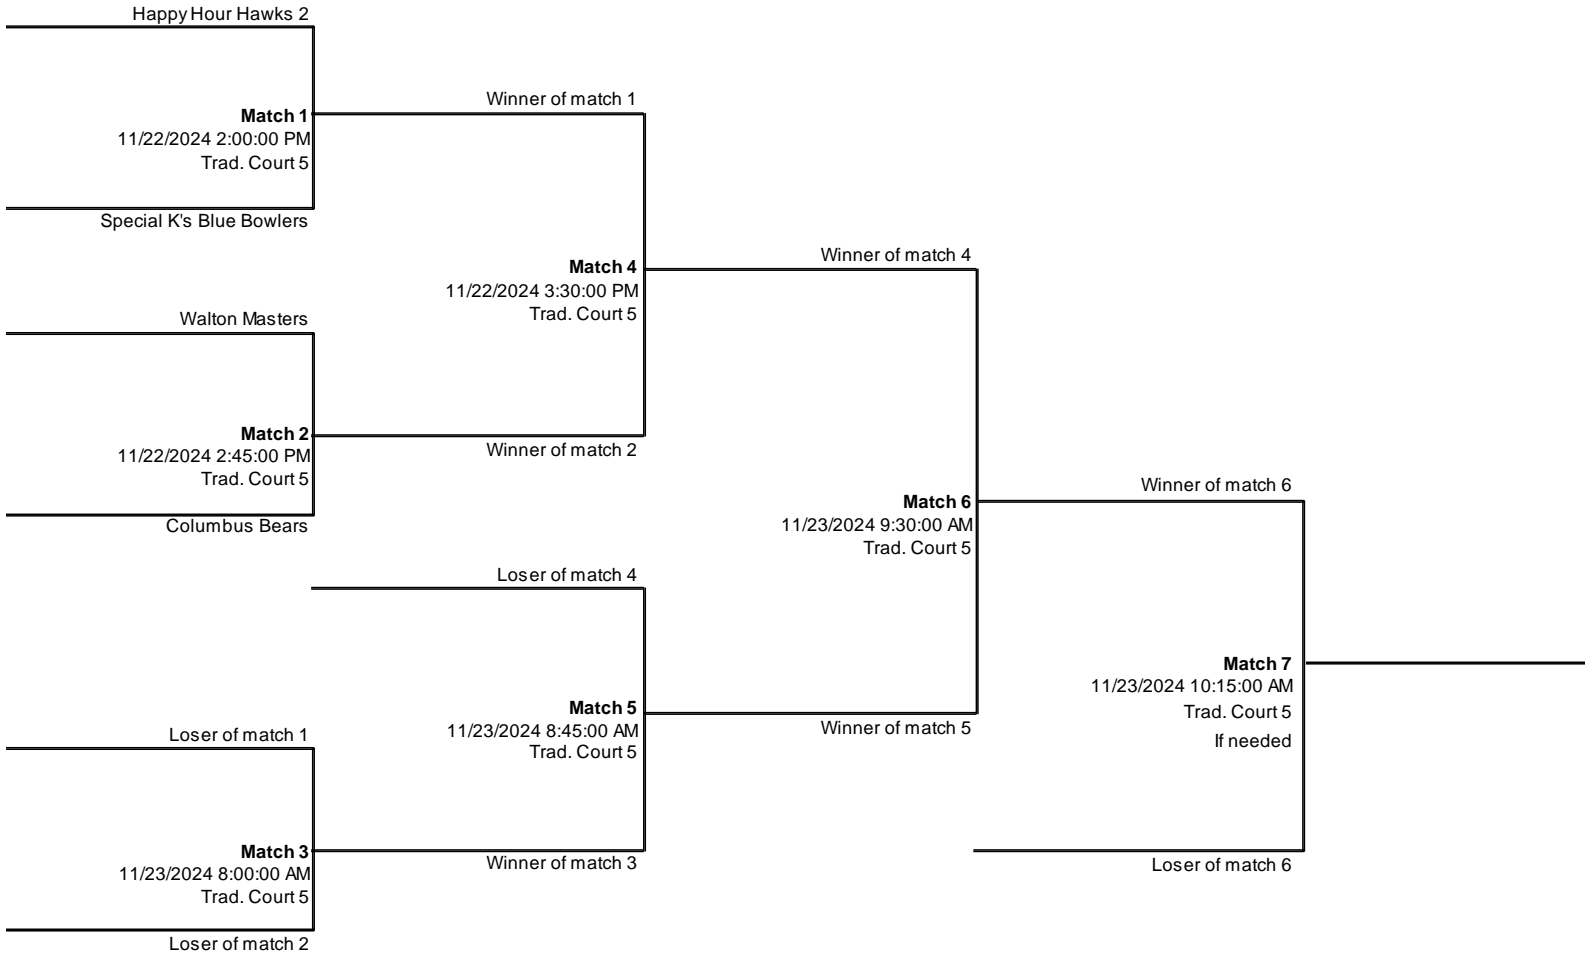 Happy Hour Hawks 2
Match 1
11/22/2024 2:00:00 PM
Trad. Court 5
Special K's Blue Bowlers
Winner of match 1
Match 4
11/22/2024 3:30:00 PM
Trad. Court 5
Winner of match 2
Walton Masters
Match 2
11/22/2024 2:45:00 PM
Trad. Court 5
Columbus Bears
Winner of match 4
Match 6
11/23/2024 9:30:00 AM
Trad. Court 5
Winner of match 5
Loser of match 4
Match 5
11/23/2024 8:45:00 AM
Trad. Court 5
Winner of match 3
Loser of match 1
Match 3
11/23/2024 8:00:00 AM
Trad. Court 5
Loser of match 2
Winner of match 6
Match 7
11/23/2024 10:15:00 AM
Trad. Court 5
If needed
Loser of match 6